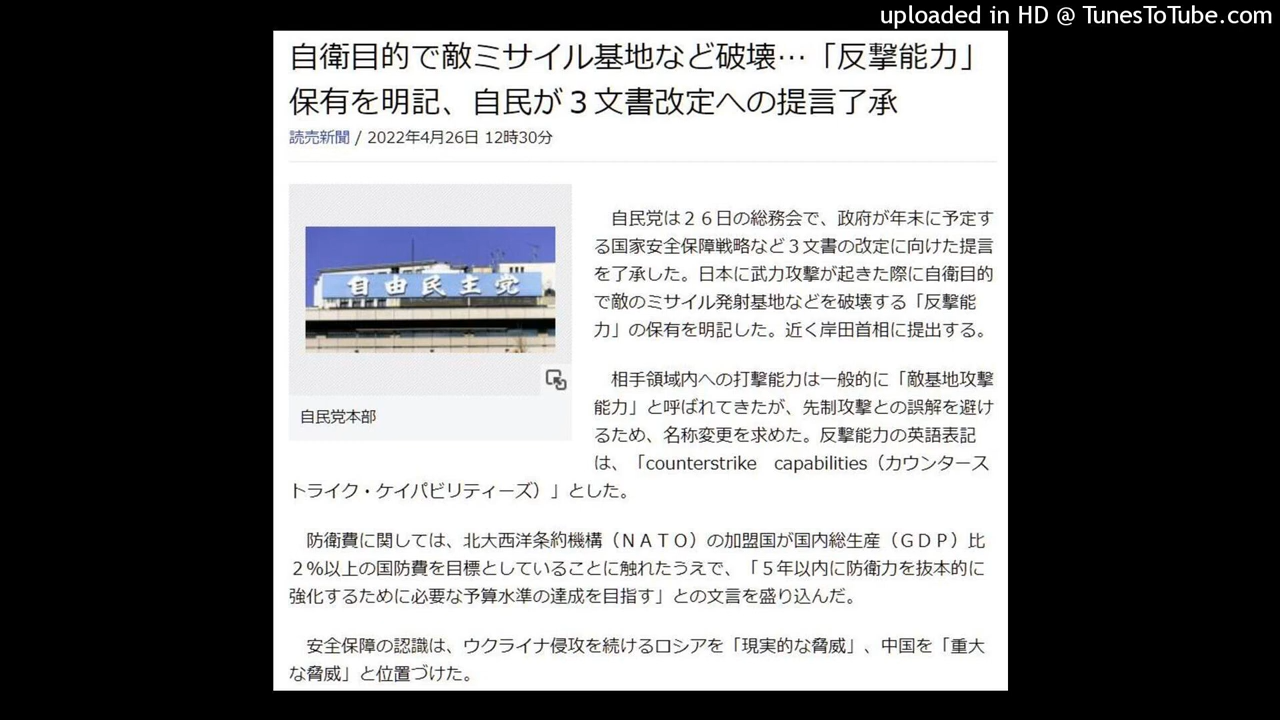 uploaded in HD @ TunesToTube.com
自衛目的で敵ミサイル基地など破壊…「反撃能力」
保有を明記、自民が３文書改定への提言了承
読売新聞 / 2022年4月26日 12時30分
自由民主党
自民党本部
自民党は２６日の総務会で、政府が年末に予定す
る国家安全保障戦略など３文書の改定に向けた提言
を了承した。日本に武力攻撃が起きた際に自衛目的
で敵のミサイル発射基地などを破壊する「反撃能
力」の保有を明記した。近く岸田首相に提出する。
相手領域内への打撃能力は一般的に「敵基地攻撃
能力」と呼ばれてきたが、先制攻撃との誤解を避け
るため、名称変更を求めた。反撃能力の英語表記
は、「counterstrike　capabilities（カウンタース
トライク・ケイパビリティーズ）」とした。
防衛費に関しては、北大西洋条約機構（ＮＡＴＯ）の加盟国が国内総生産（ＧＤＰ）比
２％以上の国防費を目標としていることに触れたうえで、「５年以内に防衛力を抜本的に
強化するために必要な予算水準の達成を目指す」との文言を盛り込んだ。
安全保障の認識は、ウクライナ侵攻を続けるロシアを「現実的な脅威」、中国を「重大
な脅威」と位置づけた。